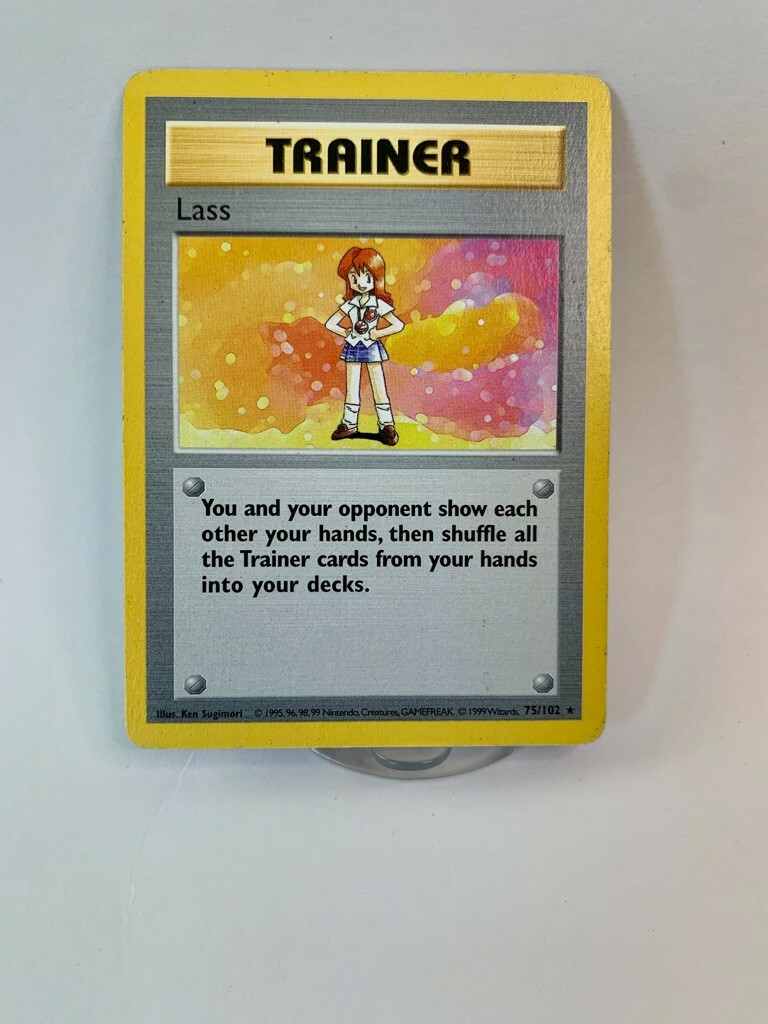 TRAINER
Lass
You and your opponent show each
other your hands, then shuffle all
the Trainer cards from your hands
into your decks.
Illus. Ken Sugimori © 1995, 96, 98, 99 Nintendo, Creatures, GAMEFREAK. © 1999 Wizards. 75/102 ★